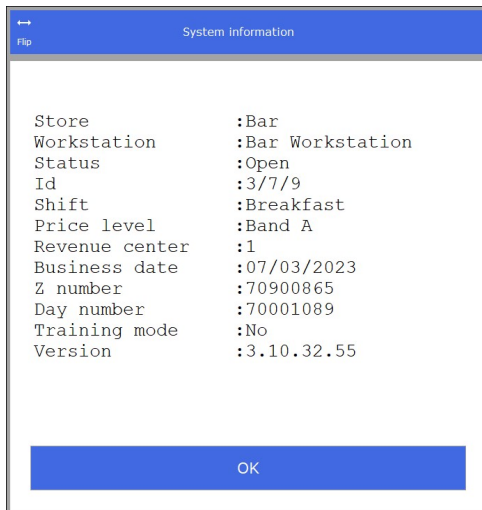 System information
Flip
Store :Bar
Workstation :Bar Workstation
Status :Open
Id :3/7/9
Shift :Breakfast
Price level :Band A
Revenue center :1
Business date :07/03/2023
Z number :70900865
Day number :70001089
Training mode :No
Version :3.10.32.55
OK